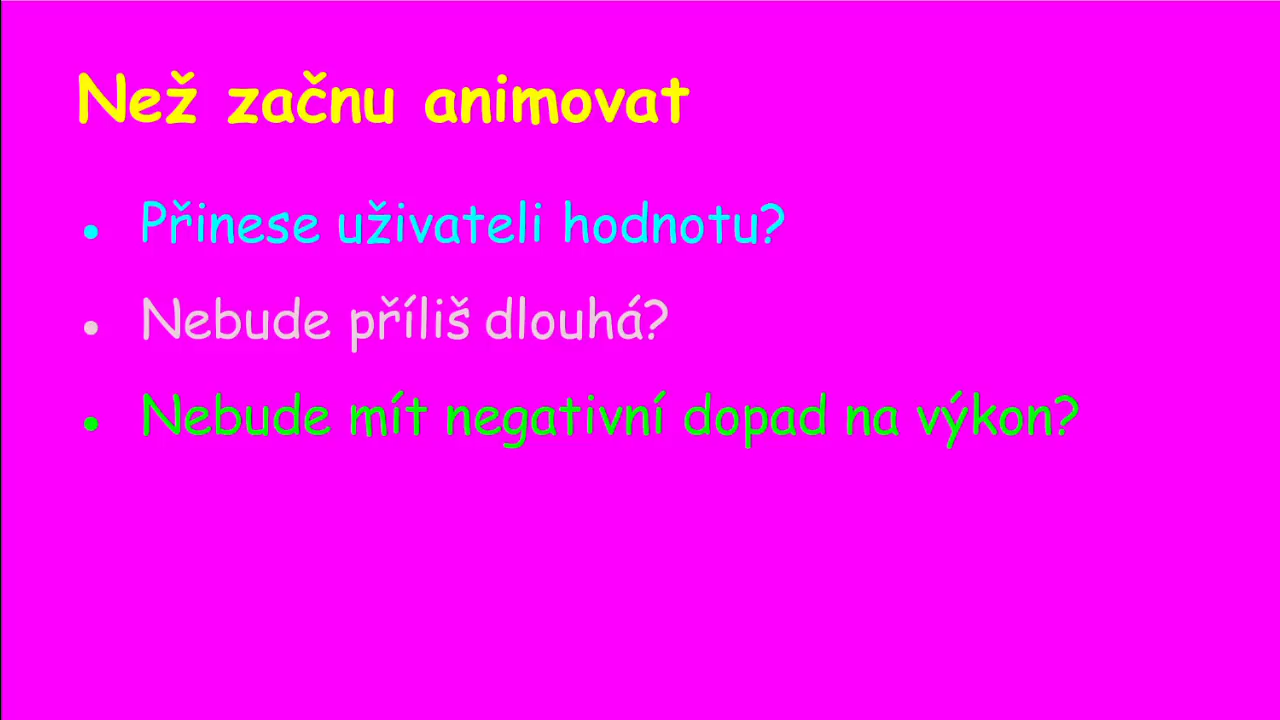 Než začnu animovat
• Přinese uživateli hodnotu?
• Nebude příliš dlouhá?
• Nebude mít negativní dopad na výkon?